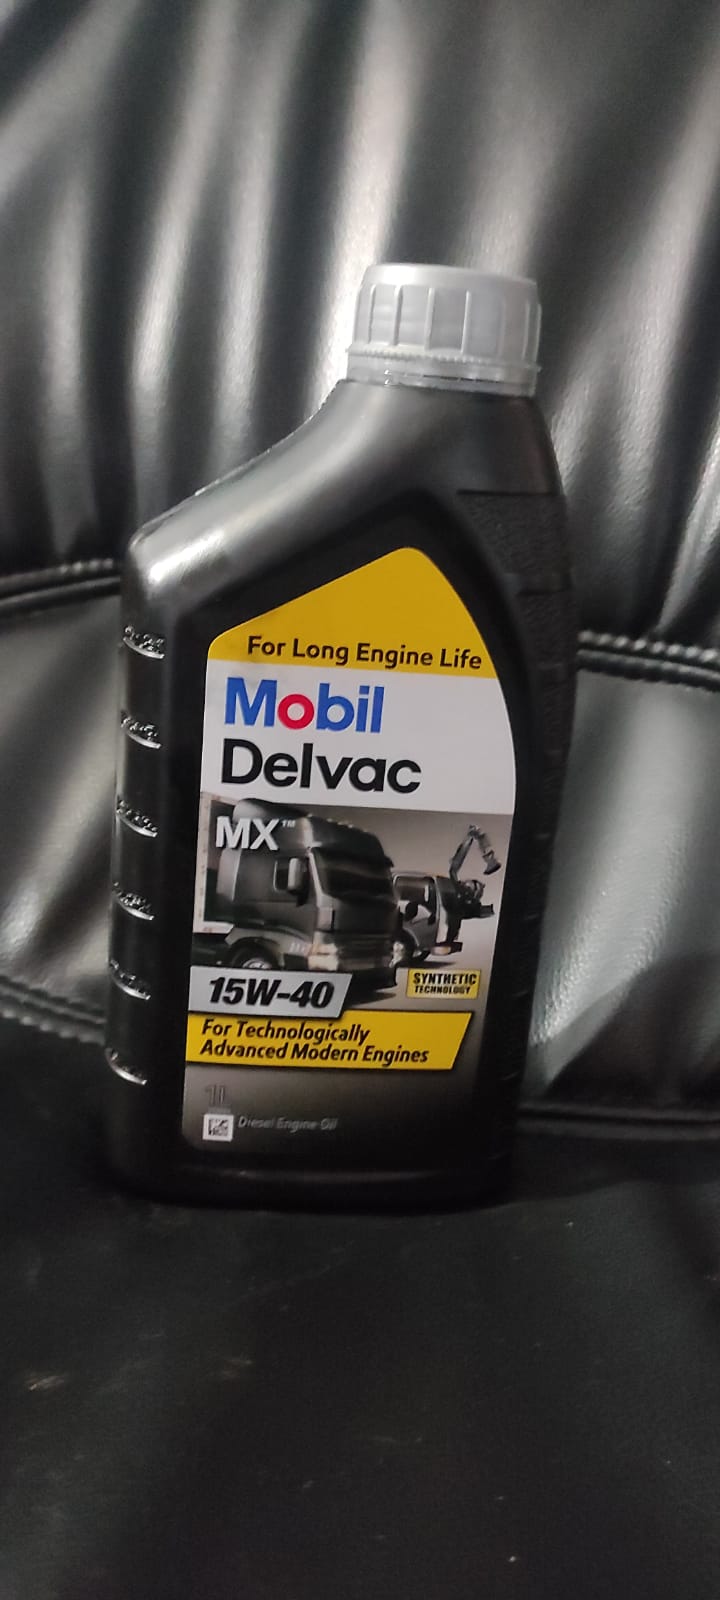 For Long Engine Life
Mobil
Delvac
MX™
15W-40
SYNTHETIC
TECHNOLOGY
For Technologically
Advanced Modern Engines
1L
Diesel Engine Oil